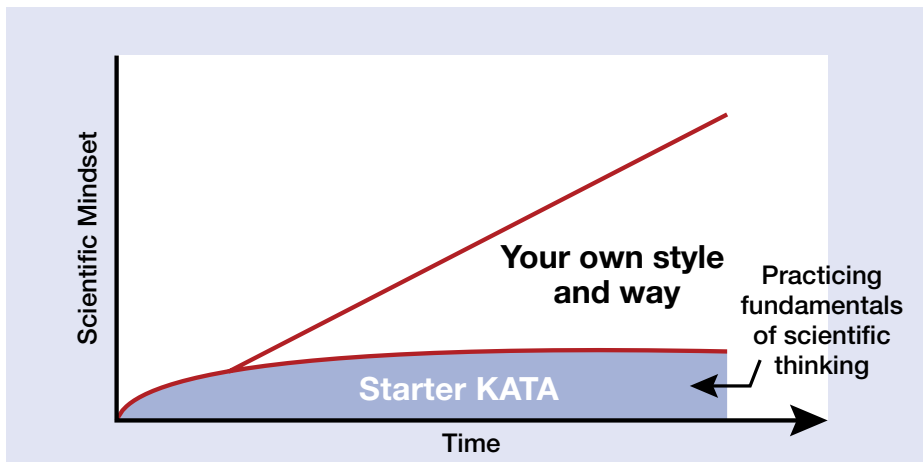 Scientific Mindset
Your own style
and way
Practicing
fundamentals
of scientific
thinking
Starter KATA
Time